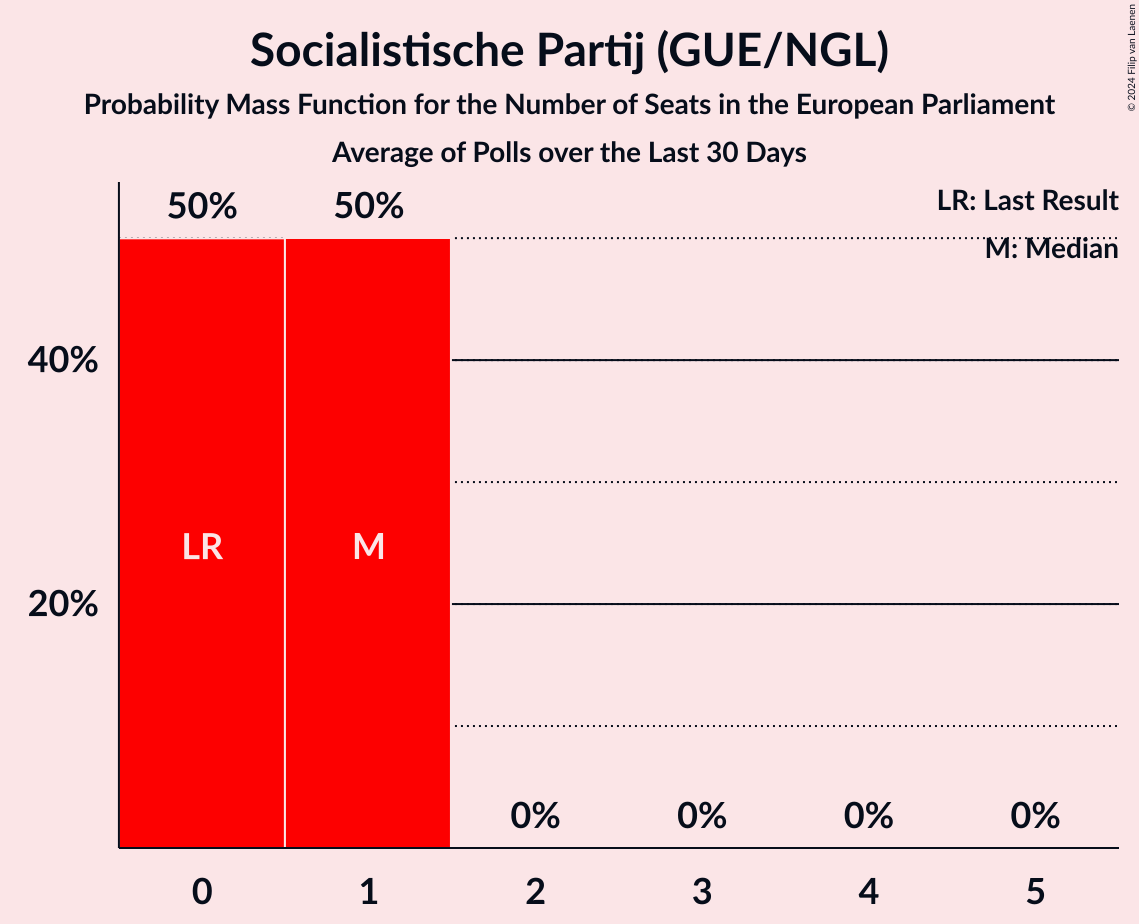 Socialistische Partij (GUE/NGL)
Probability Mass Function for the Number of Seats in the European Parliament
Average of Polls over the Last 30 Days
© 2024 Filip van Laenen
50% 50%
LR: Last Result
M: Median
40%
LR M
20%
0% 0% 0% 0%
0 1 2 3 4 5